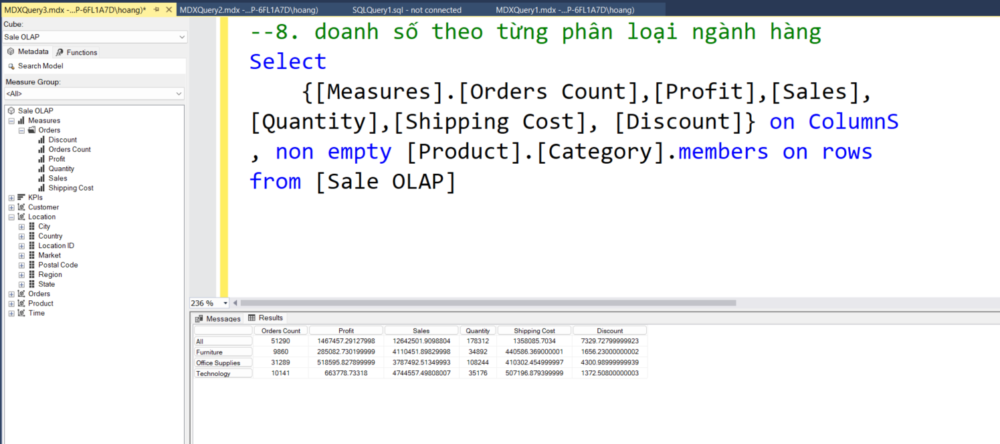 MDXQuery3.mdx -...P-6FL1A7D\hoang)*
MDXQuery2.mdx -...P-6FL1A7D\hoang)
SQLQuery1.sql - not connected
MDXQuery1.mdx -...P-6FL1A7D\hoang)
Cube:
Sale OLAP
Metadata Functions
Search Model
Measure Group:
<All>
Sale OLAP
Measures
Orders
Discount
Orders Count
Profit
Quantity
Sales
Shipping Cost
KPIs
Customer
Location
City
Country
Location ID
Market
Postal Code
Region
State
Orders
Product
Time
--8. doanh số theo từng phân loại ngành hàng
Select
{[Measures].[Orders Count],[Profit],[Sales],
[Quantity],[Shipping Cost], [Discount]} on ColumnS
, non empty [Product].[Category].members on rows
from [Sale OLAP]
236 %
Messages Results
Orders Count Profit Sales Quantity Shipping Cost Discount
All 51290 1467457.29127998 12642501.9098804 178312 1358085.7034 7329.72799999923
Furniture 9860 285082.730199999 4110451.89829998 34892 440586.369000001 1656.23000000002
Office Supplies 31289 518595.827899999 3787492.51349993 108244 410302.454999997 4300.98999999939
Technology 10141 663778.73318 4744557.49808007 35176 507196.879399999 1372.50800000003